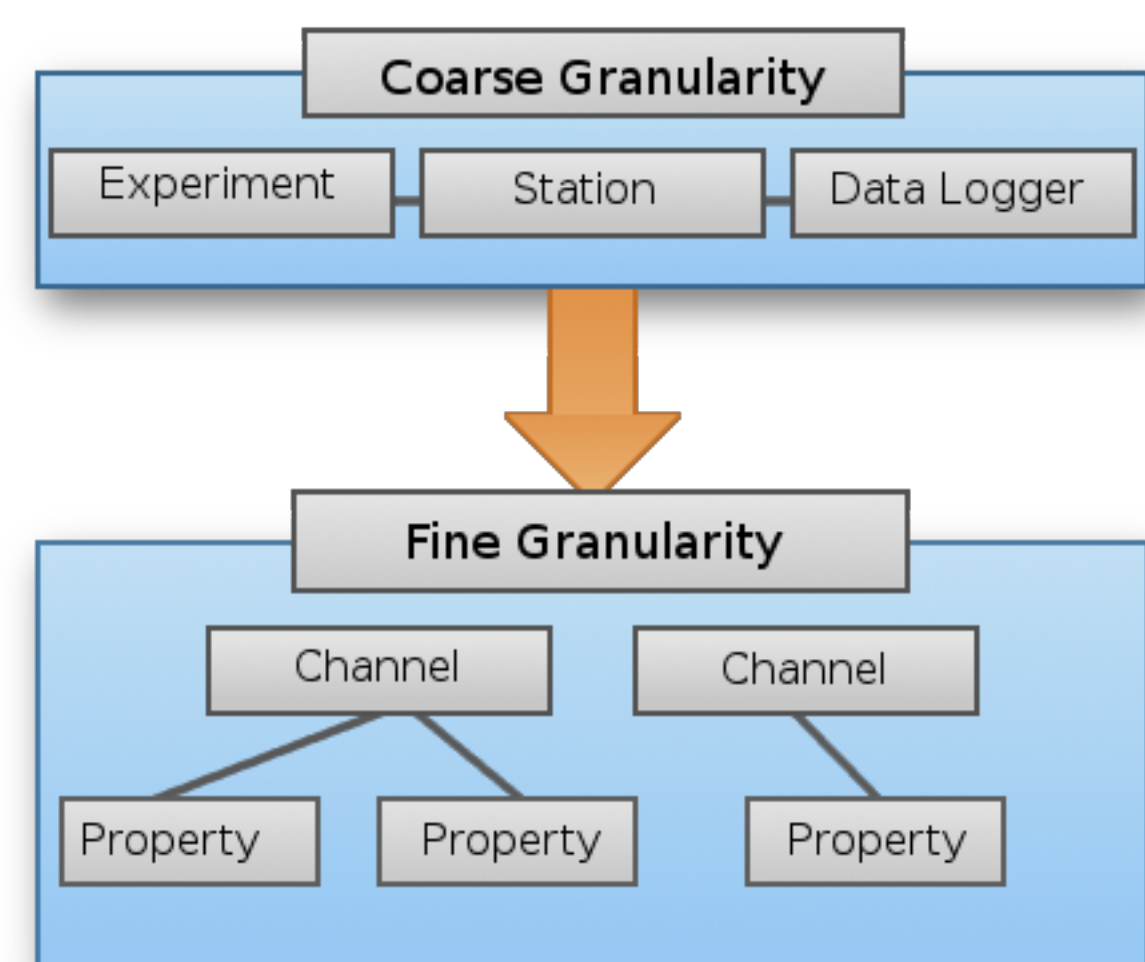 Coarse Granularity
Experiment
Station
Data Logger
Fine Granularity
Channel
Channel
Property
Property
Property